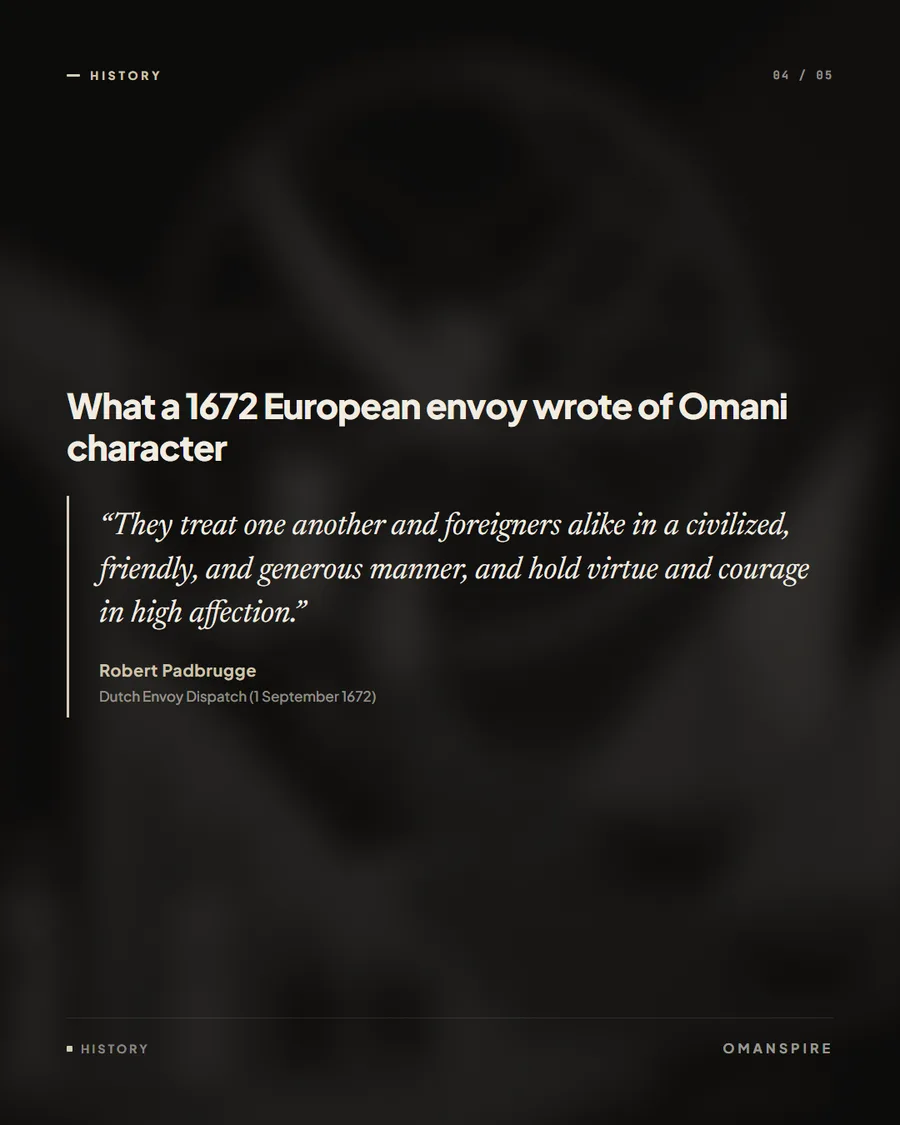 — HISTORY
04 / 05
What a 1672 European envoy wrote of Omani
character
“They treat one another and foreigners alike in a civilized,
friendly, and generous manner, and hold virtue and courage
in high affection.”
Robert Padbrugge
Dutch Envoy Dispatch (1 September 1672)
HISTORY
OMANSPIRE